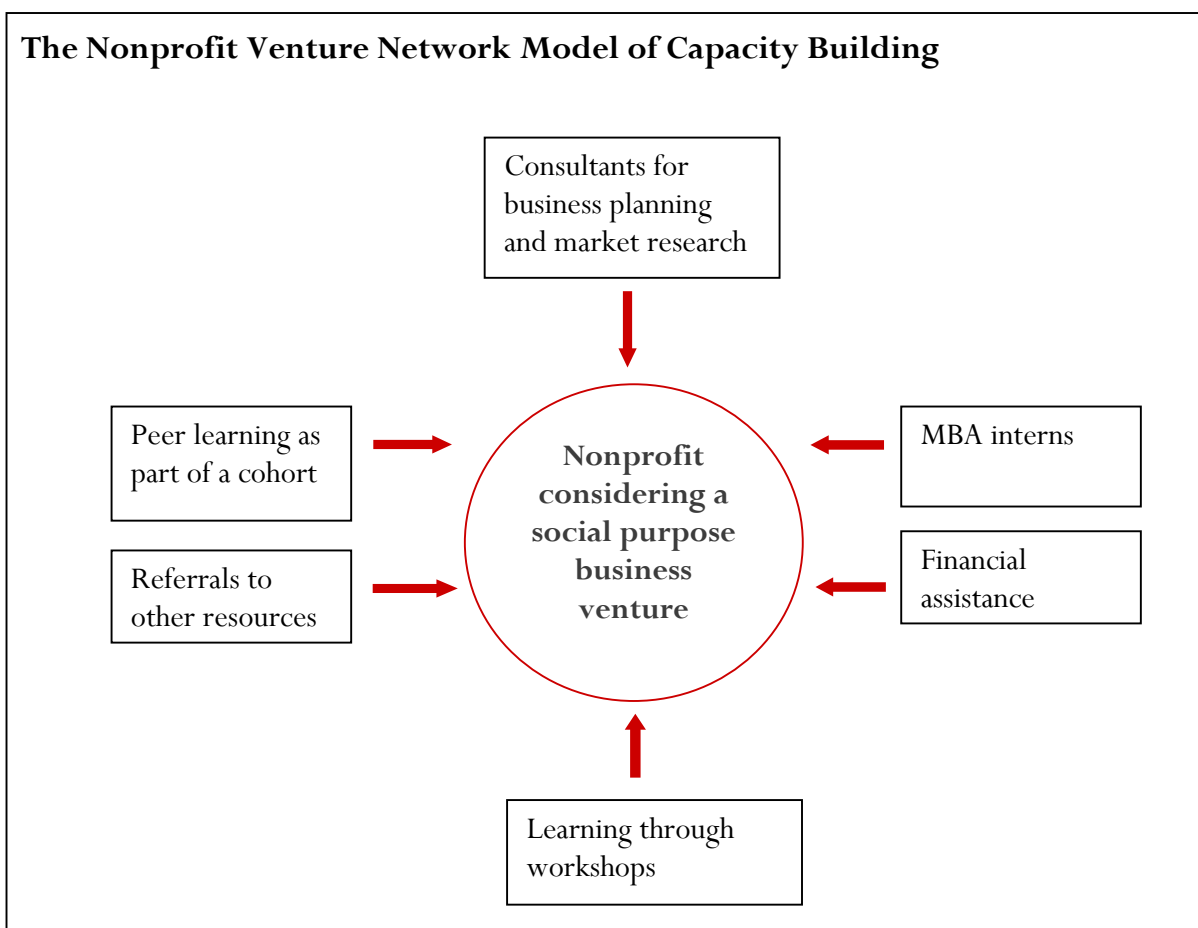 The Nonprofit Venture Network Model of Capacity Building
Consultants for
business planning
and market research
Peer learning as
part of a cohort
MBA interns
Nonprofit
considering a
social purpose
business
venture
Referrals to
other resources
Financial
assistance
Learning through
workshops